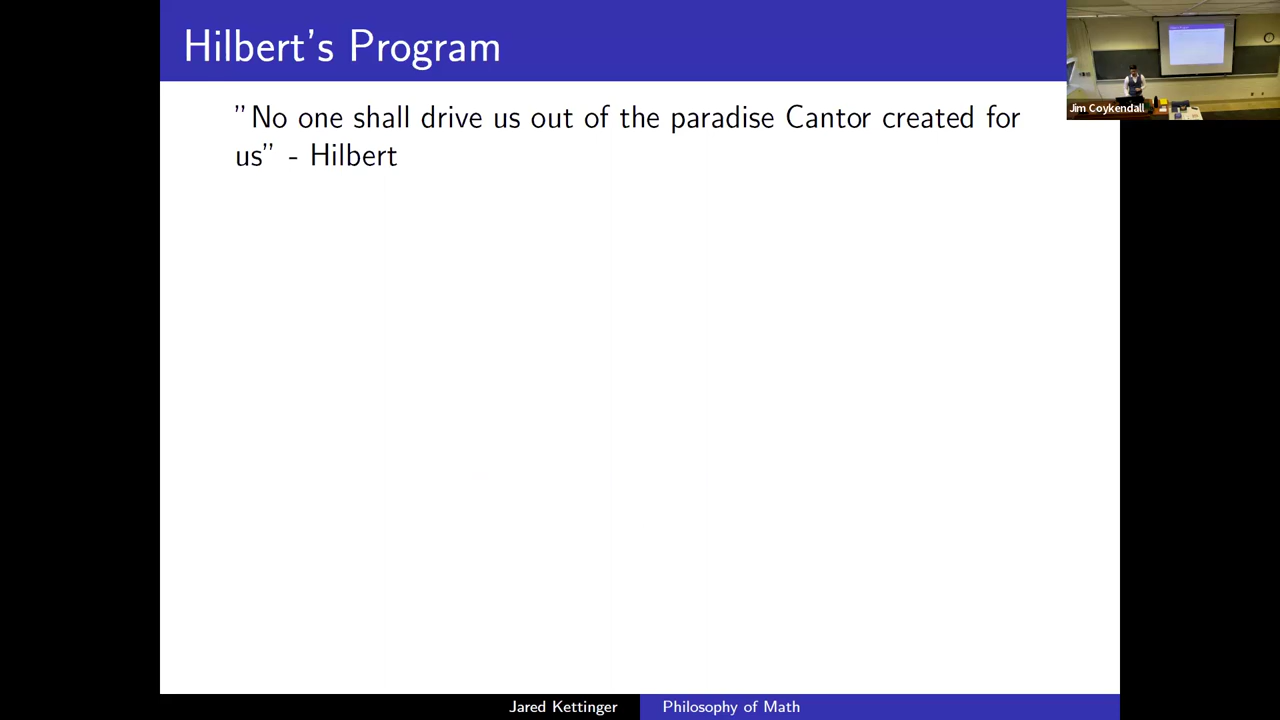 Hilbert's Program
"No one shall drive us out of the paradise Cantor created for
us" - Hilbert
Jim Coykendall
Jared Kettinger
Philosophy of Math